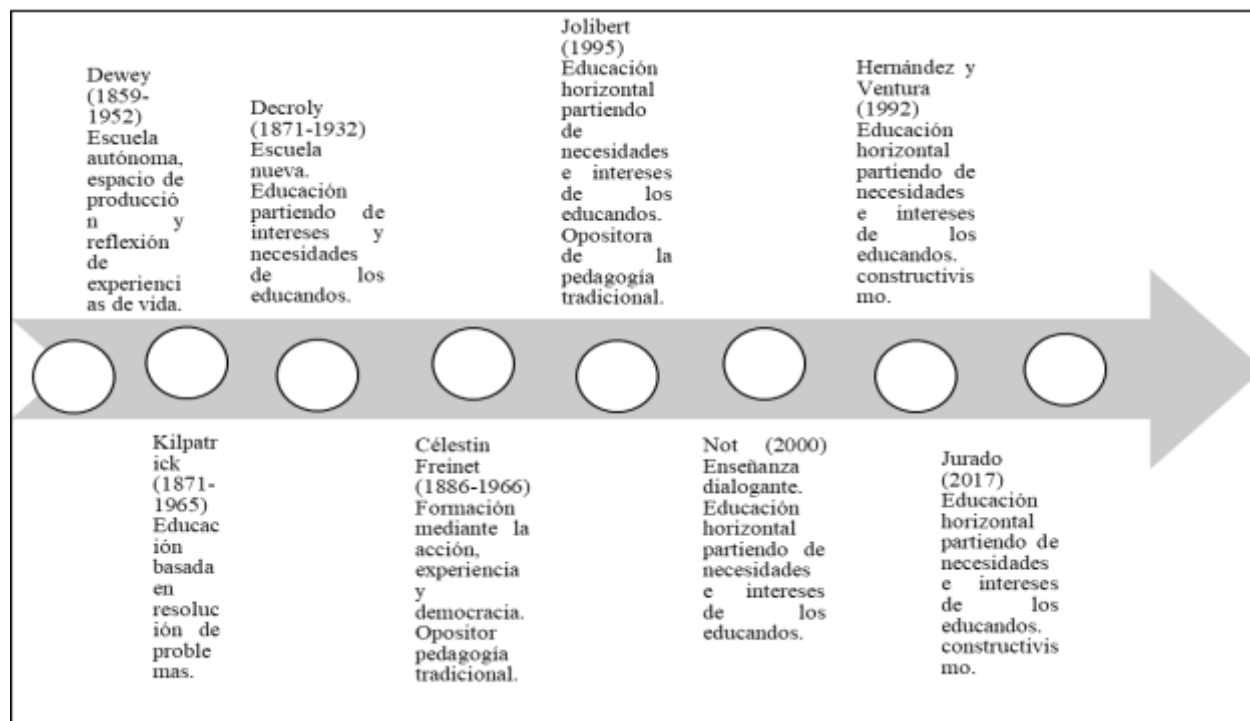 Dewey
(1859-
1952)
Escuela
autónoma,
espacio de
producció
n y
reflexión
de
experienci
as de vida.
Kilpatr
ick
(1871-
1965)
Educac
ión
basada
en
resoluc
ión de
proble
mas.
Decroly
(1871-1932)
Escuela
nueva.
Educación
partiendo de
intereses y
necesidades
de los
educandos.
Célestin
Freinet
(1886-1966)
Formación
mediante la
acción,
experiencia
y
democracia.
Opositor
pedagogía
tradicional.
Jolibert
(1995)
Educación
horizontal
partiendo
de
necesidades
e intereses
de los
educandos.
Opositora
de la
pedagogía
tradicional.
Not (2000)
Enseñanza
dialogante.
Educación
horizontal
partiendo de
necesidades
e intereses
de los
educandos.
Hernández y
Ventura
(1992)
Educación
horizontal
partiendo de
necesidades
e intereses
de los
educandos.
constructivis
mo.
Jurado
(2017)
Educación
horizontal
partiendo de
necesidades
e intereses
de los
educandos.
constructivis
mo.